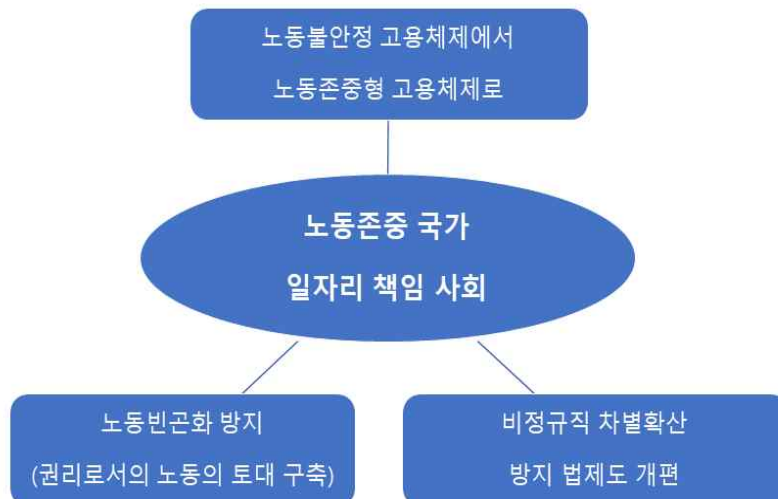 노동불안정 고용체제에서
노동존중형 고용체제로
노동존중 국가
일자리 책임 사회
노동빈곤화 방지
(권리로서의 노동의 토대 구축)
비정규직 차별확산
방지 법제도 개편